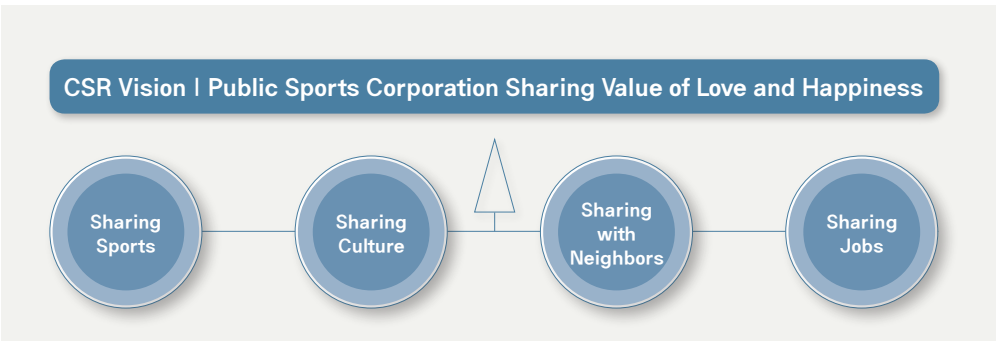 CSR Vision | Public Sports Corporation Sharing Value of Love and Happiness
Sharing
Sports
Sharing
Culture
Sharing
with
Neighbors
Sharing
Jobs